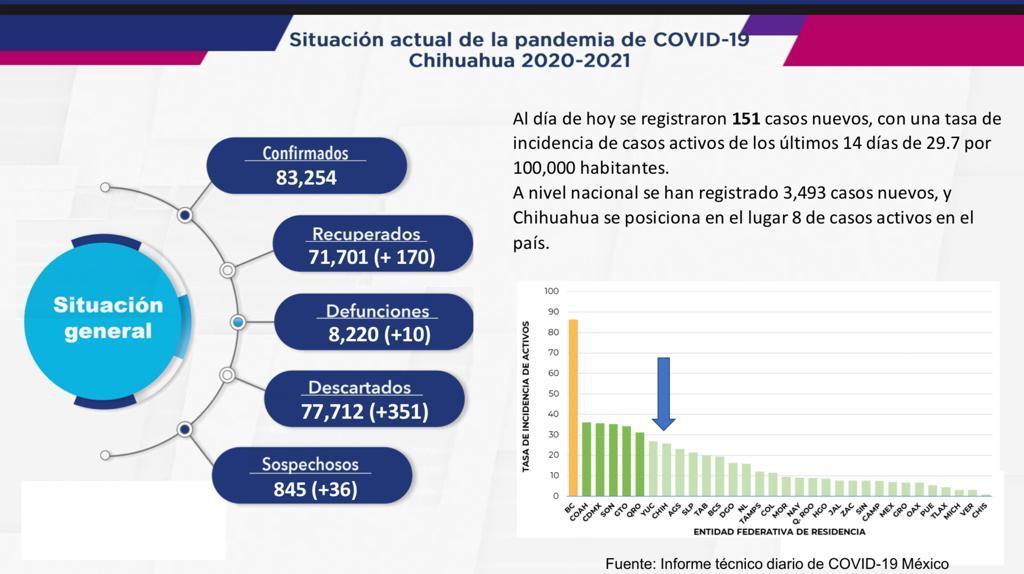 Situación actual de la pandemia de COVID-19
Chihuahua 2020-2021
Situación
general
Confirmados
83,254
Recuperados
71,701 (+ 170)
Defunciones
8,220 (+10)
Descartados
77,712 (+351)
Sospechosos
845 (+36)
Al día de hoy se registraron 151 casos nuevos, con una tasa de
incidencia de casos activos de los últimos 14 días de 29.7 por
100,000 habitantes.
A nivel nacional se han registrado 3,493 casos nuevos, y
Chihuahua se posiciona en el lugar 8 de casos activos en el
país.
TASA DE INCIDENCIA DE ACTIVOS
100
90
80
70
60
50
40
30
20
10
0
BC COAH CDMX SON GTO QRO YUC CHIH AGS SLP TAB BCS DGO NL TAMPS COL MOR NAY Q. ROO HGO JAL ZAC SIN CAMP MEX GRO OAX PUE TLAX MICH VER CHIS
ENTIDAD FEDERATIVA DE RESIDENCIA
Fuente: Informe técnico diario de COVID-19 México